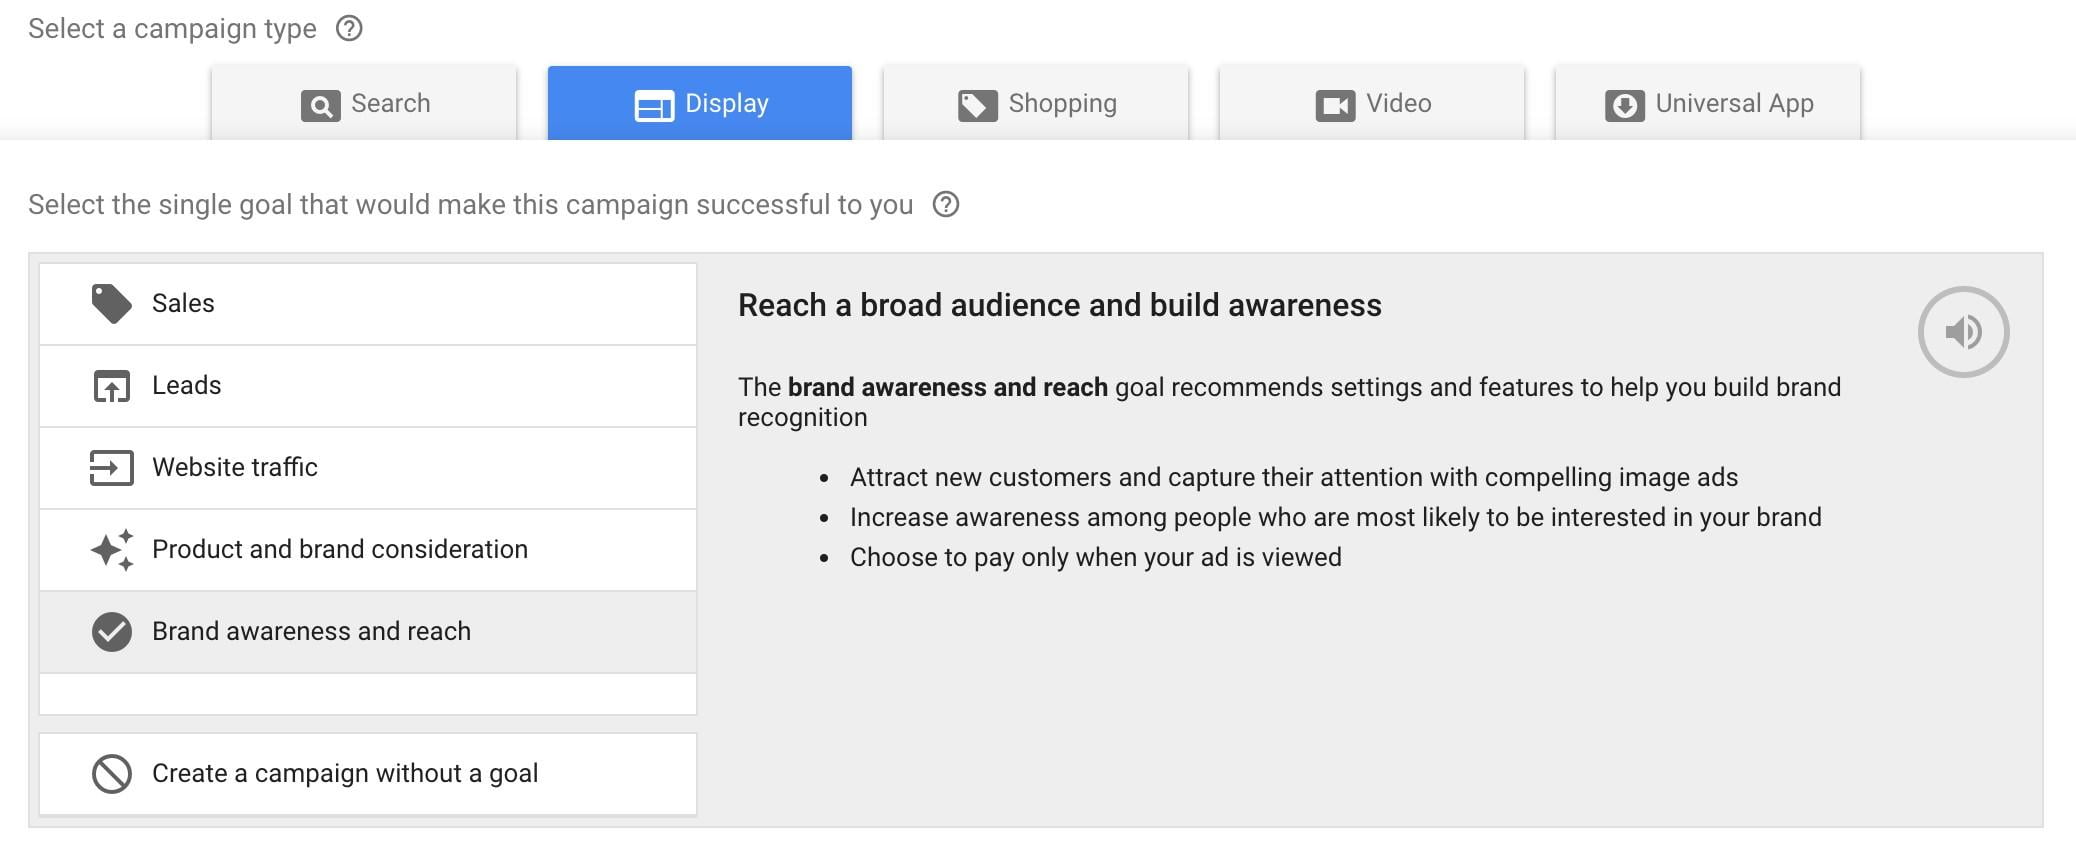 Select a campaign type
Search
Display
Shopping
Video
Universal App
Select the single goal that would make this campaign successful to you
Sales
Leads
Website traffic
Product and brand consideration
Brand awareness and reach
Create a campaign without a goal
Reach a broad audience and build awareness
The brand awareness and reach goal recommends settings and features to help you build brand
recognition
• Attract new customers and capture their attention with compelling image ads
• Increase awareness among people who are most likely to be interested in your brand
• Choose to pay only when your ad is viewed